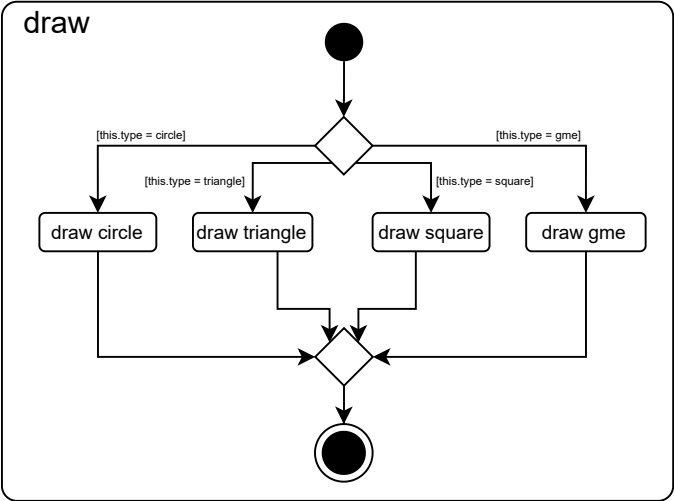 draw
[this.type = circle]
[this.type = gme]
[this.type = triangle]
[this.type = square]
draw circle
draw triangle
draw square
draw gme